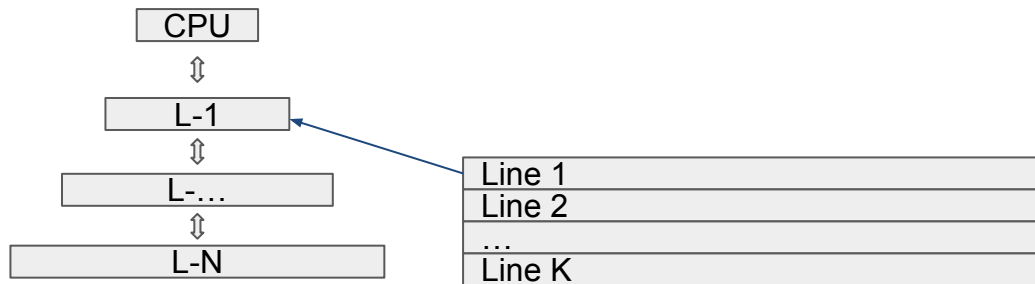 CPU
L-1
L-…
L-N
Line 1
Line 2
…
Line K